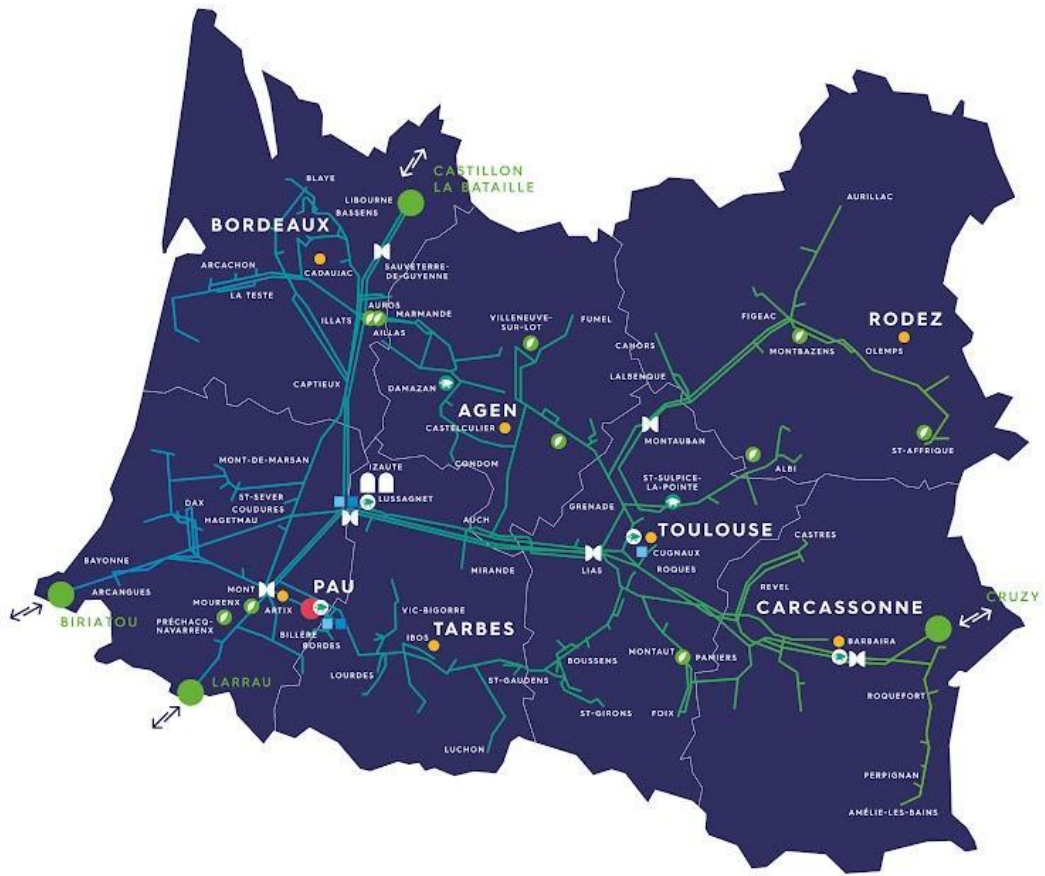 CASTILLON
LA BATAILLE
BLAYE
LIBOURNE
BASSENS
AURILLAC
BORDEAUX
CADAUJAC
SAUVETERRE-
DE-GUYENNE
ARCACHON
LA TESTE
AUROS
MARMANDE
ILLATS
AILLAS
VILLENEUVE-
SUR-LOT
FUMEL
FIGEAC
RODEZ
CAHORS
MONTBAZENS
OLEMPS
LALBENQUE
CAPTIEUX
DAMAZAN
AGEN
CASTELCULIER
MONTAUBAN
ST-AFFRIQUE
MONT-DE-MARSAN
CONDOM
IZAUTE
ALBI
ST-SULPICE-
LA-POINTE
ST-SEVER
COUDURES
LUSSAGNET
DAX
HAGETMAU
GRENADE
AUCH
TOULOUSE
CASTRES
CUGNAUX
BAYONNE
MIRANDE
LIAS
ROQUES
ARCANGUES
MONT
PAU
REVEL
CRUZY
MOURENX
ARTIX
VIC-BIGORRE
CARCASSONNE
BIRIATOU
PRÉCHACQ-
NAVARRENX
BILLÈRE
BORDES
IBOS
TARBES
BARBAIRA
MONTAUT
PAMIERS
BOUSSENS
LARRAU
LOURDES
ST-GAUDENS
ROQUEFORT
ST-GIRONS
FOIX
LUCHON
PERPIGNAN
AMÉLIE-LES-BAINS